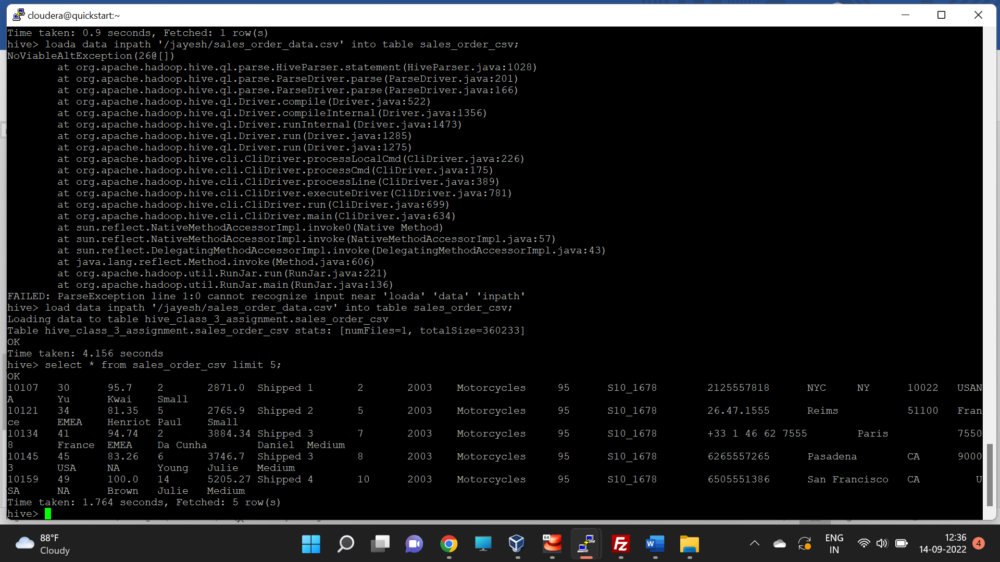 cloudera@quickstart:~
Time taken: 0.9 seconds, Fetched: 1 row(s)
hive> loada data inpath '/jayesh/sales_order_data.csv' into table sales_order_csv;
NoViableAltException(26@[])
        at org.apache.hadoop.hive.ql.parse.HiveParser.statement(HiveParser.java:1028)
        at org.apache.hadoop.hive.ql.parse.ParseDriver.parse(ParseDriver.java:201)
        at org.apache.hadoop.hive.ql.parse.ParseDriver.parse(ParseDriver.java:166)
        at org.apache.hadoop.hive.ql.Driver.compile(Driver.java:522)
        at org.apache.hadoop.hive.ql.Driver.compileInternal(Driver.java:1356)
        at org.apache.hadoop.hive.ql.Driver.runInternal(Driver.java:1473)
        at org.apache.hadoop.hive.ql.Driver.run(Driver.java:1285)
        at org.apache.hadoop.hive.ql.Driver.run(Driver.java:1275)
        at org.apache.hadoop.hive.cli.CliDriver.processLocalCmd(CliDriver.java:226)
        at org.apache.hadoop.hive.cli.CliDriver.processCmd(CliDriver.java:175)
        at org.apache.hadoop.hive.cli.CliDriver.processLine(CliDriver.java:389)
        at org.apache.hadoop.hive.cli.CliDriver.executeDriver(CliDriver.java:781)
        at org.apache.hadoop.hive.cli.CliDriver.run(CliDriver.java:699)
        at org.apache.hadoop.hive.cli.CliDriver.main(CliDriver.java:634)
        at sun.reflect.NativeMethodAccessorImpl.invoke0(Native Method)
        at sun.reflect.NativeMethodAccessorImpl.invoke(NativeMethodAccessorImpl.java:57)
        at sun.reflect.DelegatingMethodAccessorImpl.invoke(DelegatingMethodAccessorImpl.java:43)
        at java.lang.reflect.Method.invoke(Method.java:606)
        at org.apache.hadoop.util.RunJar.run(RunJar.java:221)
        at org.apache.hadoop.util.RunJar.main(RunJar.java:136)
FAILED: ParseException line 1:0 cannot recognize input near 'loada' 'data' 'inpath'
hive> load data inpath '/jayesh/sales_order_data.csv' into table sales_order_csv;
Loading data to table hive_class_3_assignment.sales_order_csv
Table hive_class_3_assignment.sales_order_csv stats: [numFiles=1, totalSize=360233]
OK
Time taken: 4.156 seconds
hive> select * from sales_order_csv limit 5;
OK
10107 30 95.7 2 2871.0 Shipped 1 2 2003 Motorcycles 95 S10_1678 2125557818 NYC NY 10022 USAN
A Yu Kwai Small
10121 34 81.35 5 2765.9 Shipped 2 5 2003 Motorcycles 95 S10_1678 26.47.1555 Reims 51100 Fran
ce EMEA Henriot Paul Small
10134 41 94.74 2 3884.34 Shipped 3 7 2003 Motorcycles 95 S10_1678 +33 1 46 62 7555 Paris 7550
8 France EMEA Da Cunha Daniel Medium
10145 45 83.26 6 3746.7 Shipped 3 8 2003 Motorcycles 95 S10_1678 6265557265 Pasadena CA 9000
3 USA NA Young Julie Medium
10159 49 100.0 14 5205.27 Shipped 4 10 2003 Motorcycles 95 S10_1678 6505551386 San Francisco CA U
SA NA Brown Julie Medium
Time taken: 1.764 seconds, Fetched: 5 row(s)
hive>
88°F
Cloudy
64
Fz
W
ENG
IN
12:36
14-09-2022
4